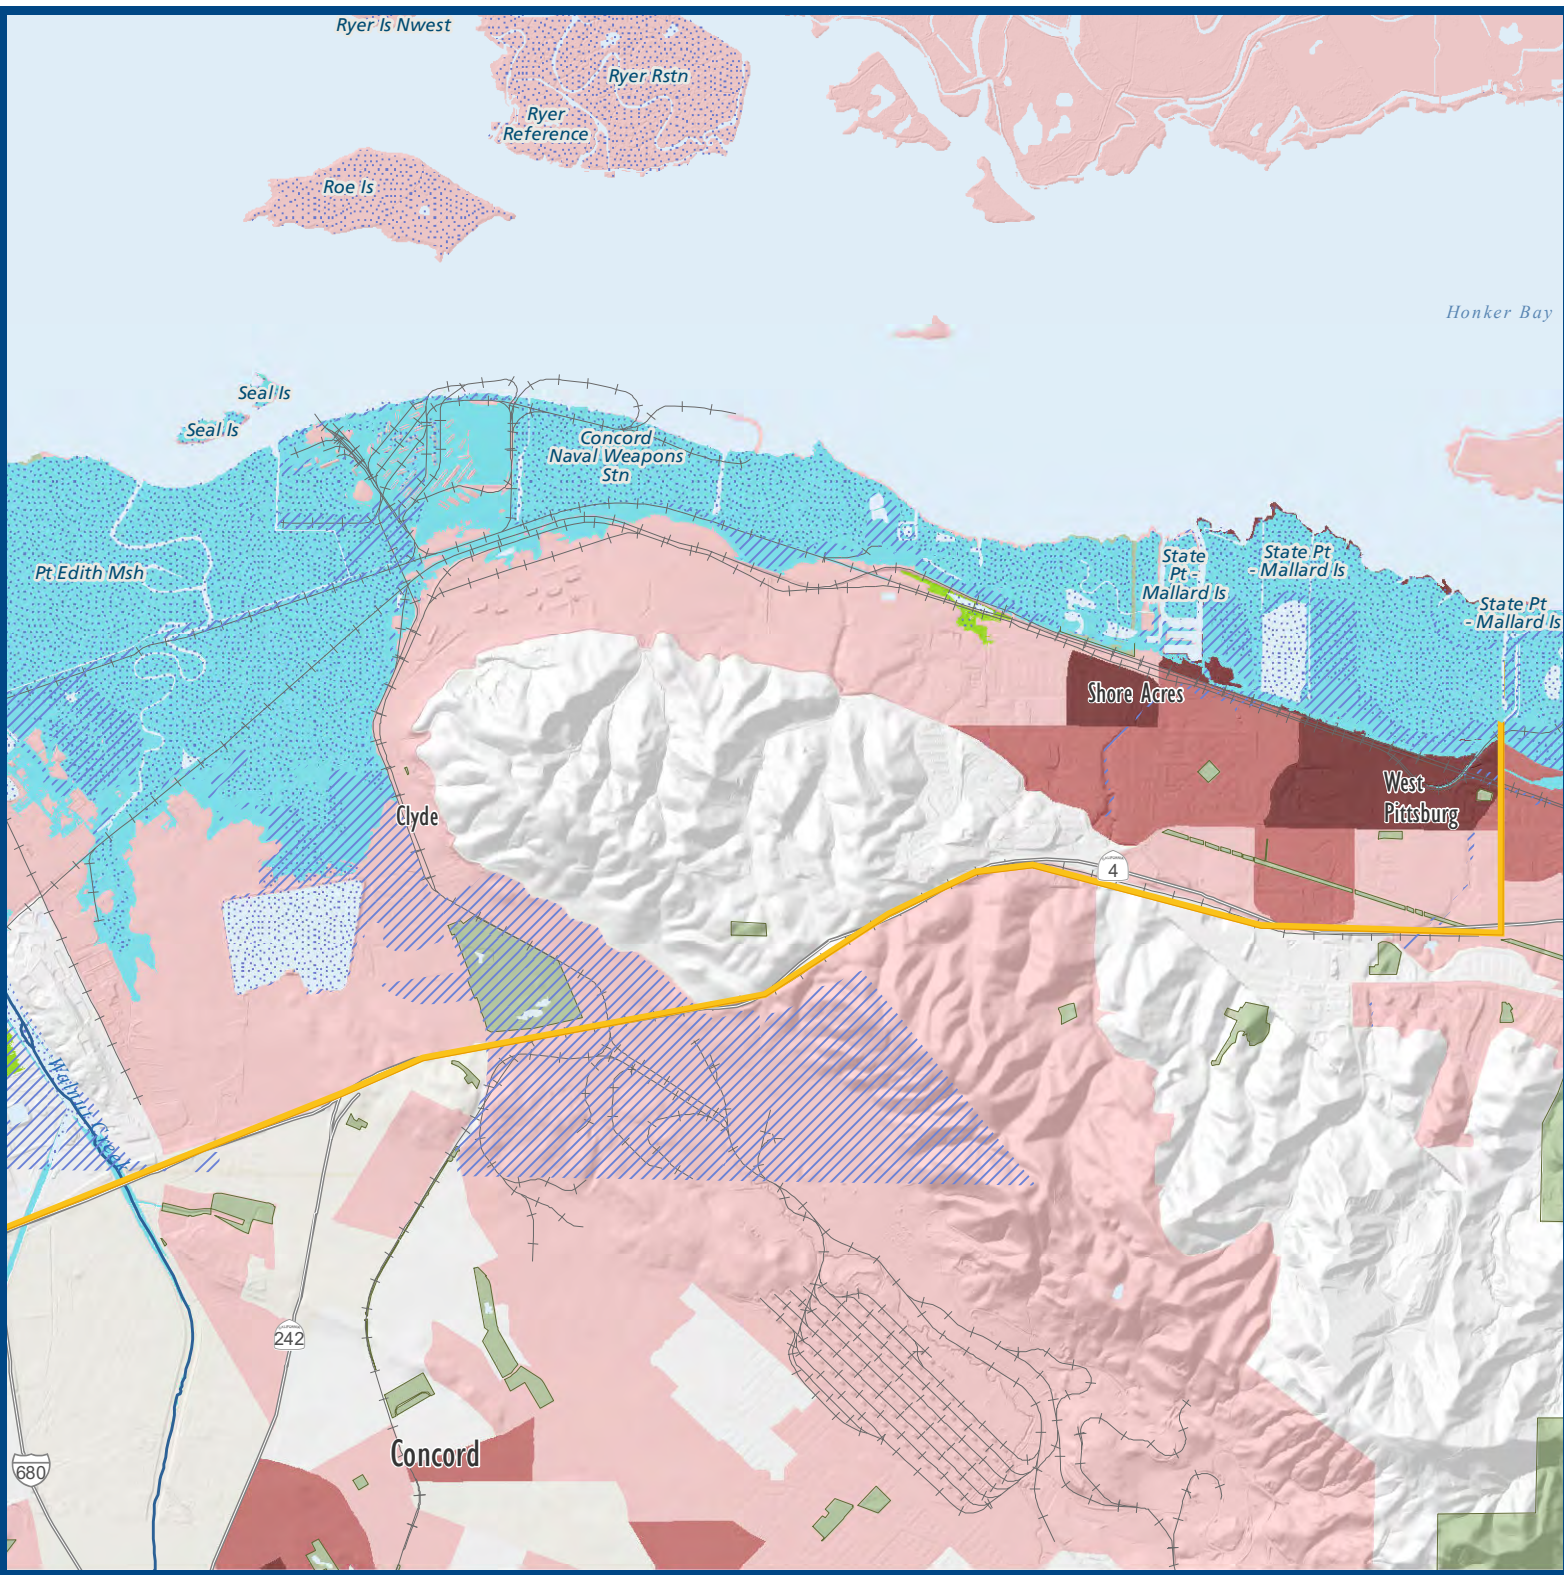 Ryer Is Nwest
Ryer Rstn
Ryer
Reference
Roe Is
Honker Bay
Seal Is
Seal Is
Concord
Naval Weapons
Stn
Pt Edith Msh
State
Pt -
Mallard Is
State Pt
- Mallard Is
State Pt
- Mallard Is
Shore Acres
West
Pittsburg
Clyde
4
Walnut Creek
242
Concord
680